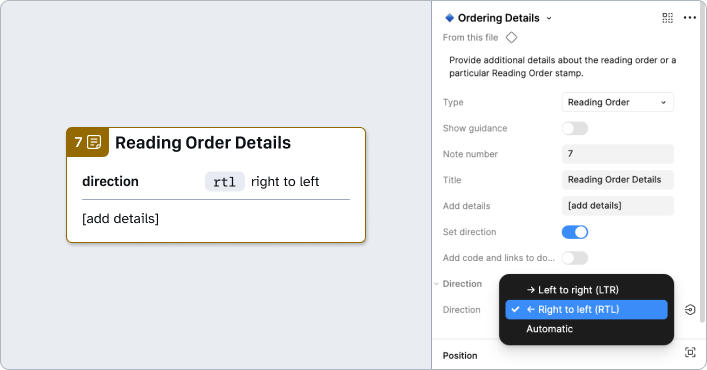 7 Reading Order Details
direction rtl right to left
[add details]
Ordering Details
From this file
Provide additional details about the reading order or a
particular Reading Order stamp.
Type Reading Order
Show guidance
Note number 7
Title Reading Order Details
Add details [add details]
Set direction
Add code and links to do...
Direction
→ Left to right (LTR)
Direction ← Right to left (RTL)
Automatic
Position